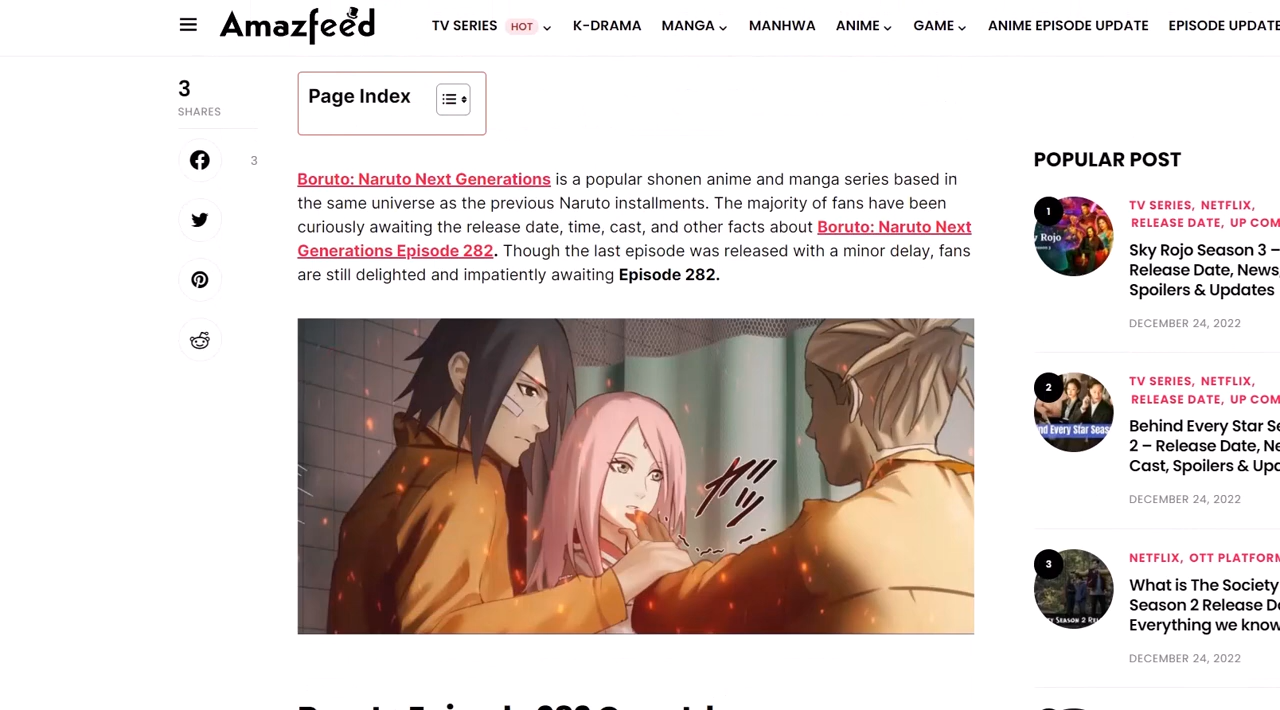 Amazfeed
TV SERIES HOT
K-DRAMA
MANGA
MANHWA
ANIME
GAME
ANIME EPISODE UPDATE
EPISODE UPDATE
3
SHARES
3
Page Index
Boruto: Naruto Next Generations is a popular shonen anime and manga series based in
the same universe as the previous Naruto installments. The majority of fans have been
curiously awaiting the release date, time, cast, and other facts about Boruto: Naruto Next
Generations Episode 282. Though the last episode was released with a minor delay, fans
are still delighted and impatiently awaiting Episode 282.
POPULAR POST
1
TV SERIES, NETFLIX,
RELEASE DATE, UP COM
Sky Rojo Season 3 –
Release Date, News,
Spoilers & Updates
DECEMBER 24, 2022
2
TV SERIES, NETFLIX,
RELEASE DATE, UP COM
Behind Every Star Se
2 – Release Date, Ne
Cast, Spoilers & Upd
DECEMBER 24, 2022
3
NETFLIX, OTT PLATFORM
What is The Society
Season 2 Release Da
Everything we know
DECEMBER 24, 2022